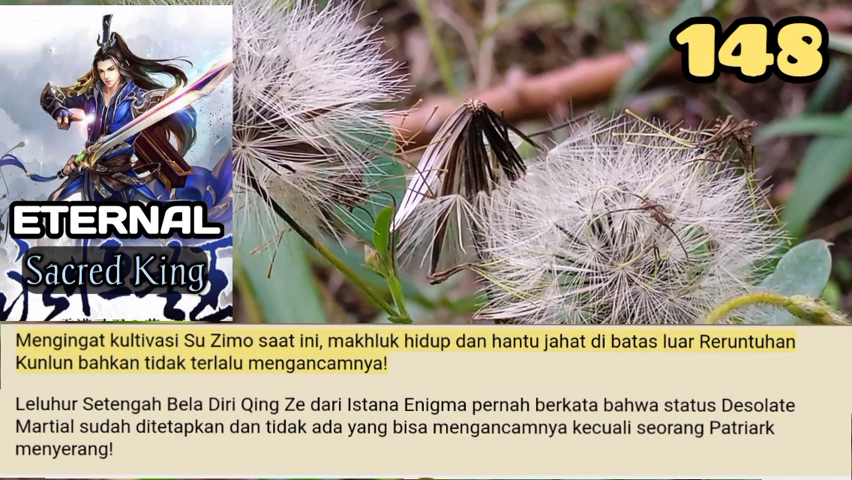 148
ETERNAL
Sacred King
Mengingat kultivasi Su Zimo saat ini, makhluk hidup dan hantu jahat di batas luar Reruntuhan
Kunlun bahkan tidak terlalu mengancamnya!
Leluhur Setengah Bela Diri Qing Ze dari Istana Enigma pernah berkata bahwa status Desolate
Martial sudah ditetapkan dan tidak ada yang bisa mengancamnya kecuali seorang Patriark
menyerang!